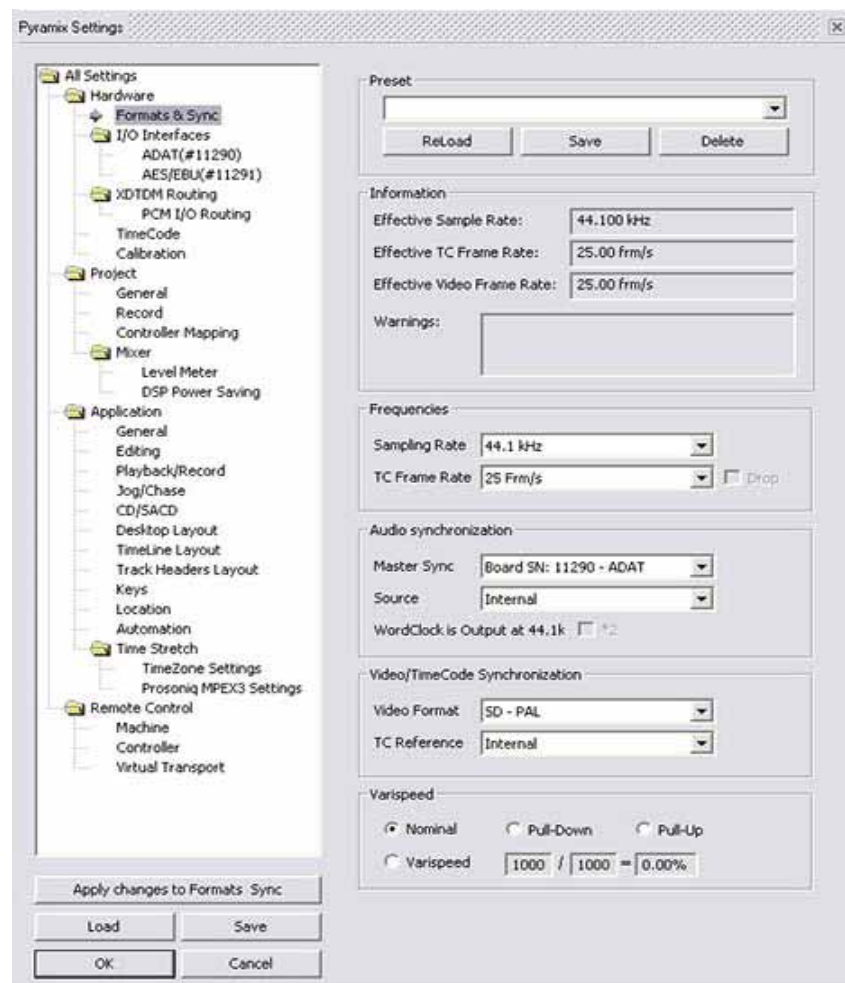 Pyramix Settings
All Settings
Hardware
Formats & Sync
I/O Interfaces
ADAT(#11290)
AES/EBU(#11291)
XDTDM Routing
PCM I/O Routing
TimeCode
Calibration
Project
General
Record
Controller Mapping
Mixer
Level Meter
DSP Power Saving
Application
General
Editing
Playback/Record
Jog/Chase
CD/SACD
Desktop Layout
TimeLine Layout
Track Headers Layout
Keys
Location
Automation
Time Stretch
TimeZone Settings
Prosoniq MPEX3 Settings
Remote Control
Machine
Controller
Virtual Transport
Apply changes to Formats Sync
Load Save
OK Cancel
Preset
ReLoad Save Delete
Information
Effective Sample Rate: 44.100 kHz
Effective TC Frame Rate: 25.00 frm/s
Effective Video Frame Rate: 25.00 frm/s
Warnings:
Frequencies
Sampling Rate 44.1 kHz
TC Frame Rate 25 Frm/s Drop
Audio synchronization
Master Sync Board SN: 11290 - ADAT
Source Internal
WordClock is Output at 44.1k *2
Video/TimeCode Synchronization
Video Format SD - PAL
TC Reference Internal
Varispeed
Nominal Pull-Down Pull-Up
Varispeed 1000 / 1000 = 0.00%